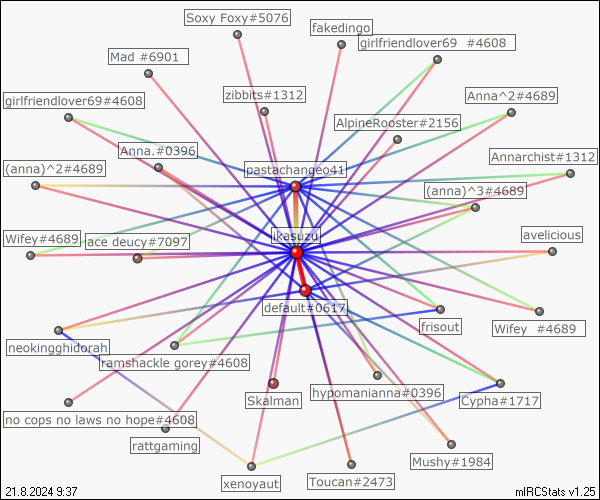 Soxy Foxy#5076
fakedingo
girlfriendlover69  #4608
Mad #6901
zibbits#1312
Anna^2#4689
girlfriendlover69#4608
AlpineRooster#2156
Anna.#0396
Annarchist#1312
(anna)^2#4689
pastachangeo41
(anna)^3#4689
Wifey#4689
ace deucy#7097
ikasuzu
avelicious
default#0617
neokingghidorah
frisout
Wifey  #4689
ramshackle gorey#4608
no cops no laws no hope#4608
Skalman
hypomanianna#0396
Cypha#1717
rattgaming
xenoyaut
Toucan#2473
Mushy#1984
21.8.2024 9:37
mIRCStats v1.25